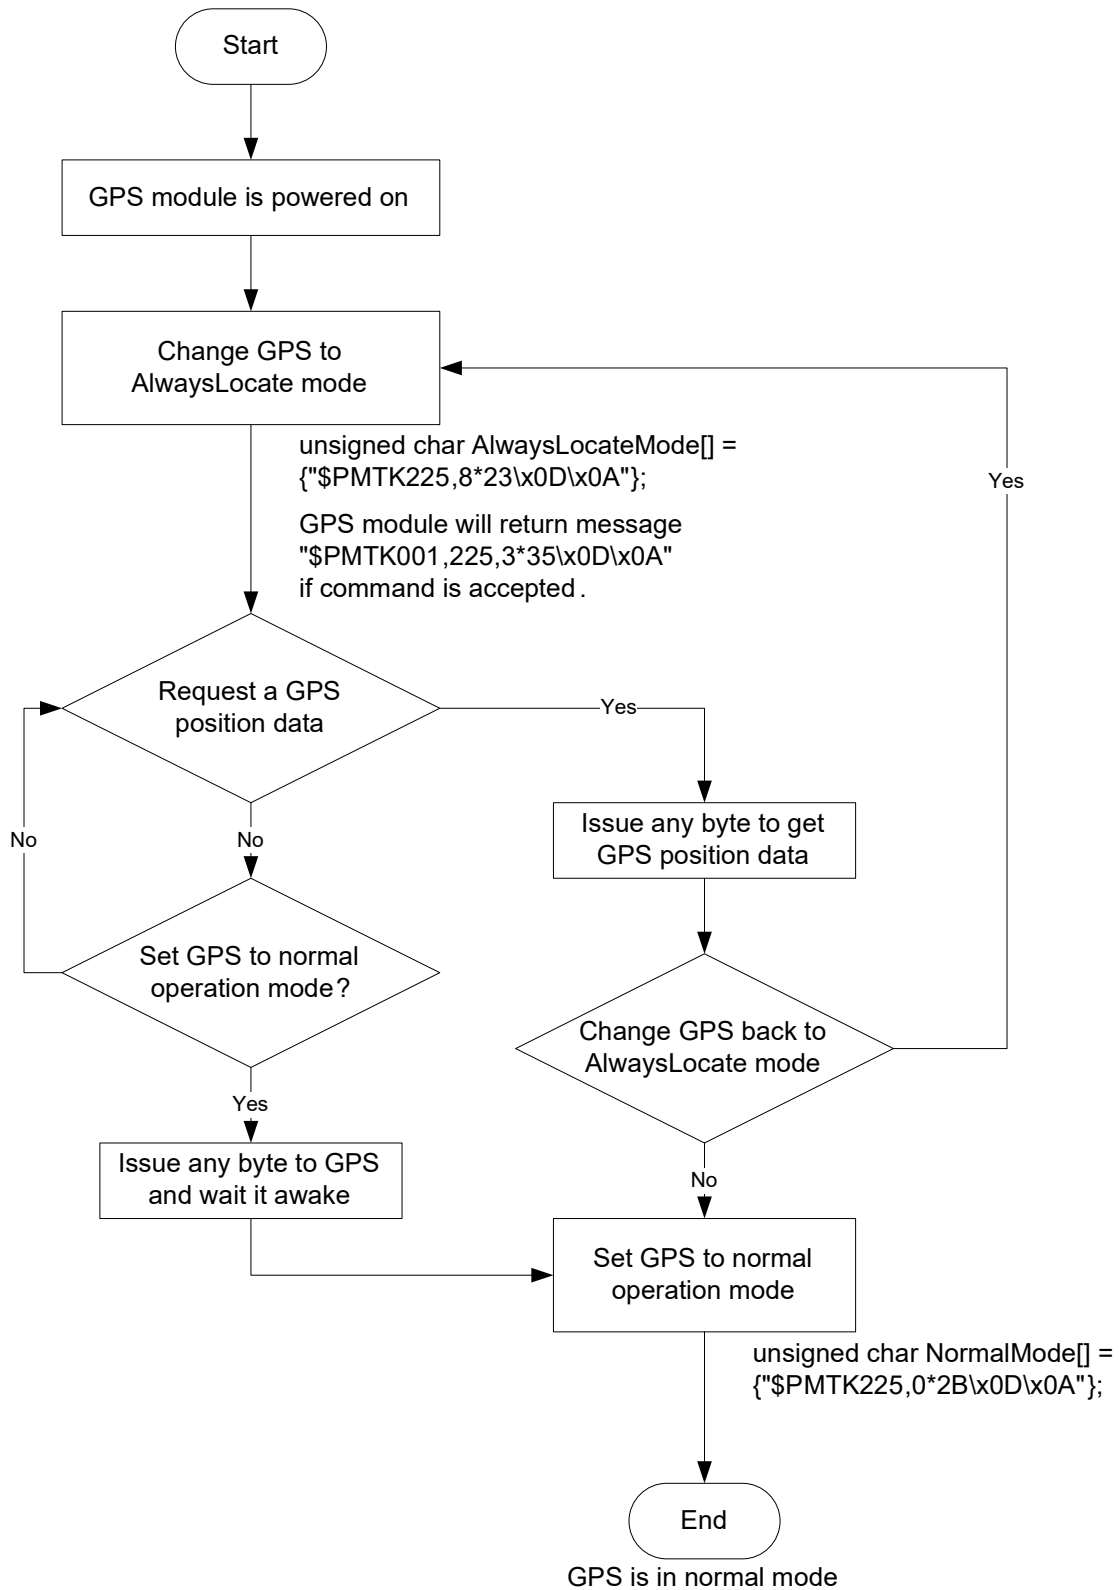 Start
GPS module is powered on
Change GPS to
AlwaysLocate mode
unsigned char AlwaysLocateMode[] =
{"$PMTK225,8*23\x0D\x0A"};
Yes
GPS module will return message
"$PMTK001,225,3*35\x0D\x0A"
if command is accepted.
Request a GPS
position data
Yes
No
No
Issue any byte to get
GPS position data
Set GPS to normal
operation mode?
Change GPS back to
AlwaysLocate mode
Yes
Issue any byte to GPS
and wait it awake
No
Set GPS to normal
operation mode
unsigned char NormalMode[] =
{"$PMTK225,0*2B\x0D\x0A"};
End
GPS is in normal mode